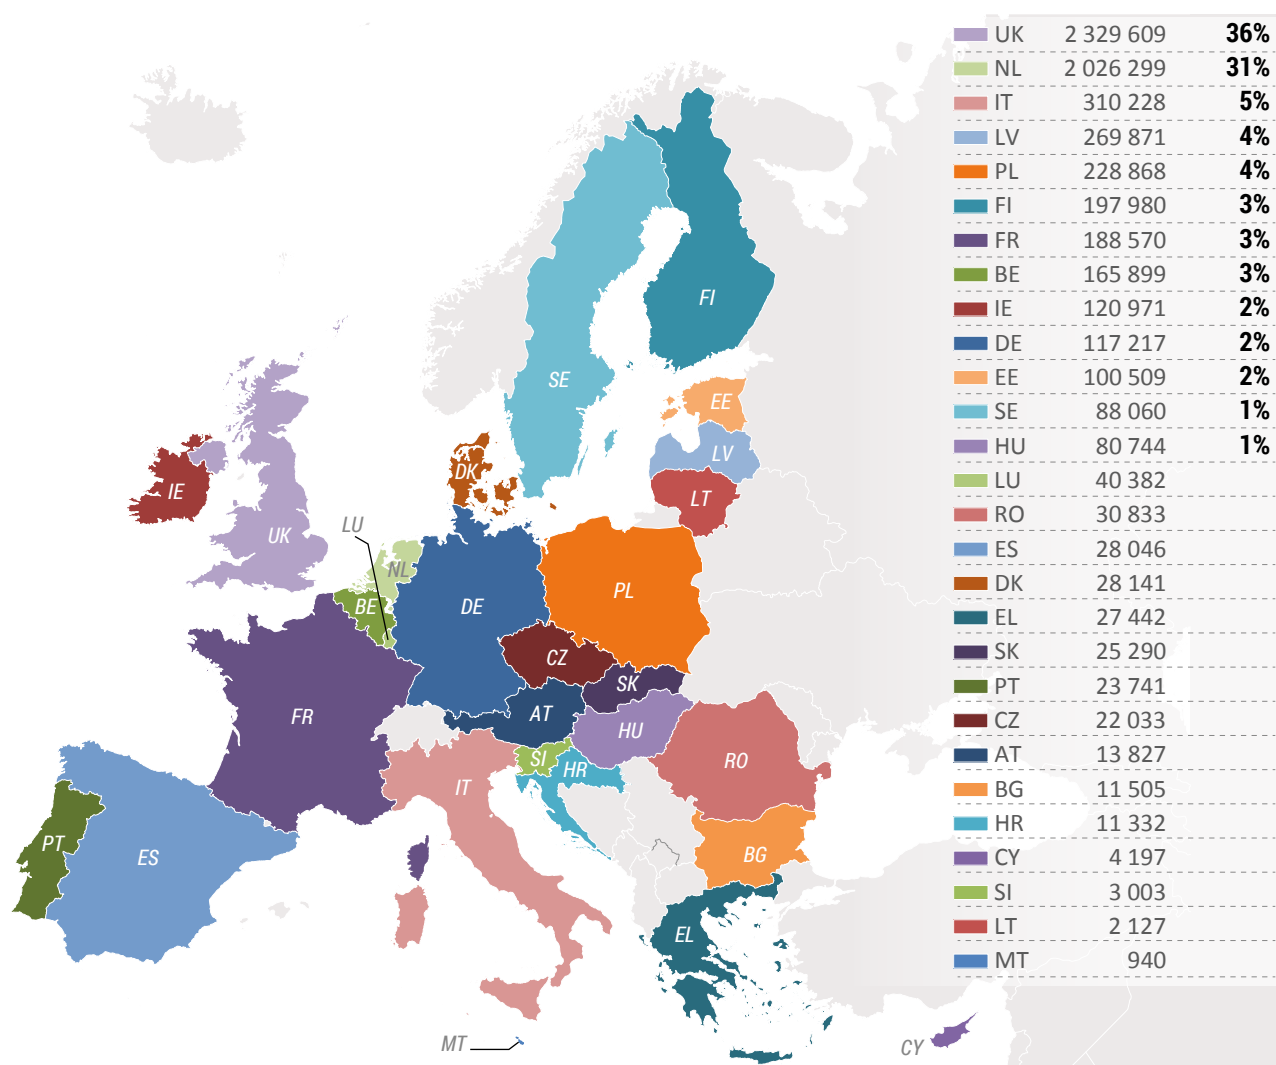 UK 2 329 609 36%
NL 2 026 299 31%
IT 310 228 5%
LV 269 871 4%
PL 228 868 4%
FI 197 980 3%
FR 188 570 3%
BE 165 899 3%
IE 120 971 2%
DE 117 217 2%
EE 100 509 2%
SE 88 060 1%
HU 80 744 1%
LU 40 382
RO 30 833
ES 28 046
DK 28 141
EL 27 442
SK 25 290
PT 23 741
CZ 22 033
AT 13 827
BG 11 505
HR 11 332
CY 4 197
SI 3 003
LT 2 127
MT 940
FI
SE
EE
LV
DK
LT
IE
LU
UK
NL
PL
BE
DE
CZ
SK
AT
FR
HU
SI
HR
RO
IT
PT
ES
BG
EL
MT
CY